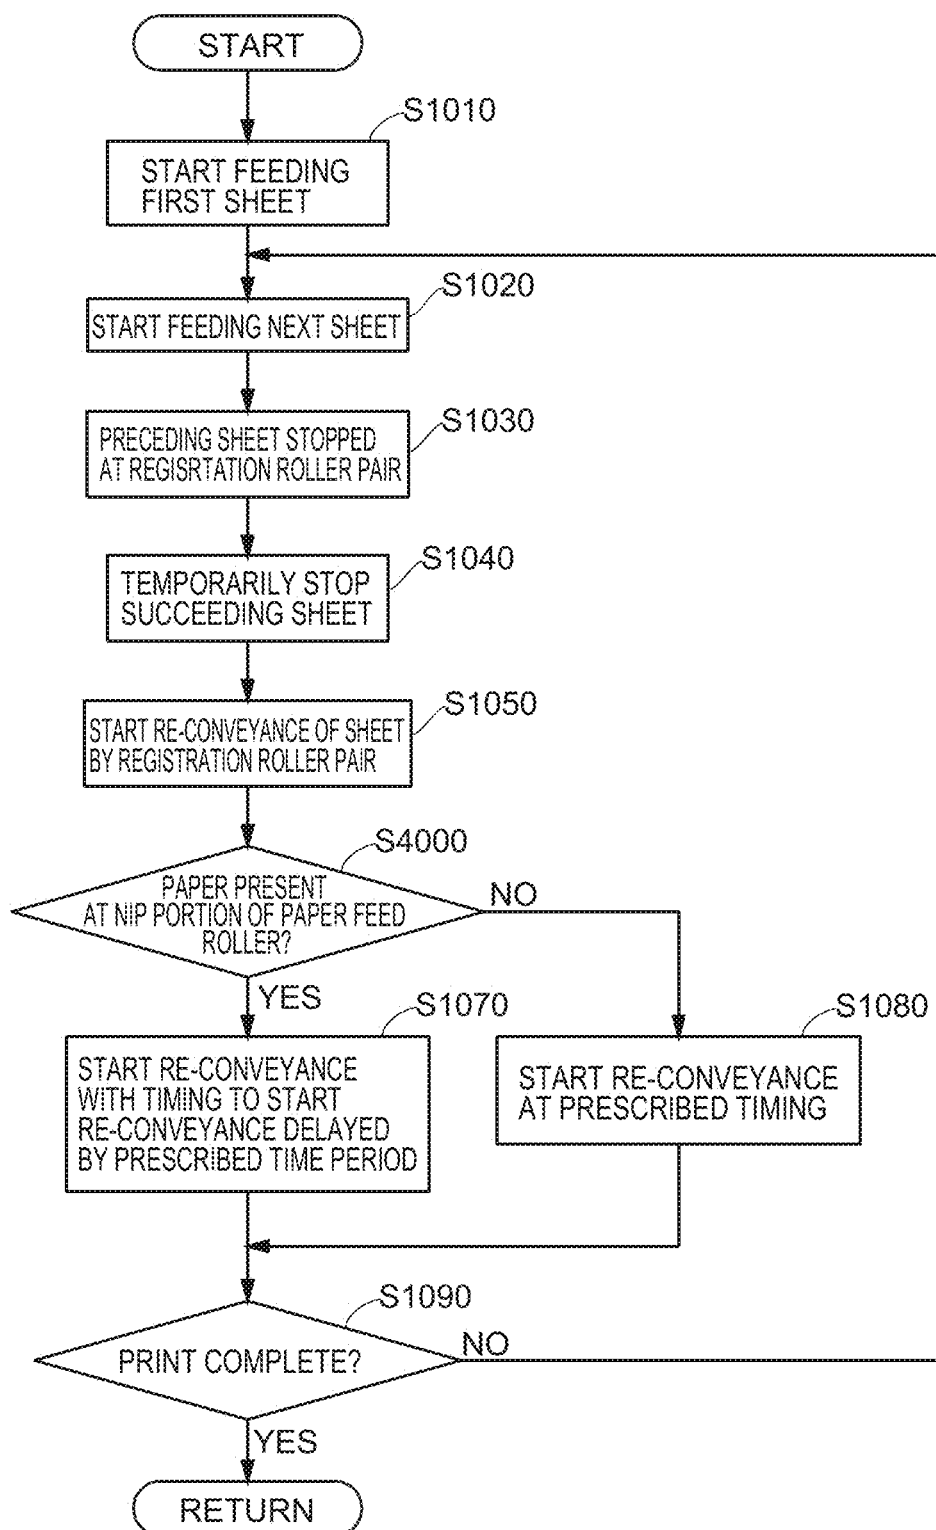 START
S1010
START FEEDING
FIRST SHEET
S1020
START FEEDING NEXT SHEET
S1030
PRECEDING SHEET STOPPED
AT REGISRTATION ROLLER PAIR
S1040
TEMPORARILY STOP
SUCCEEDING SHEET
S1050
START RE-CONVEYANCE OF SHEET
BY REGISTRATION ROLLER PAIR
S4000
PAPER PRESENT
AT NIP PORTION OF PAPER FEED
ROLLER?
NO
YES
S1070
START RE-CONVEYANCE
WITH TIMING TO START
RE-CONVEYANCE DELAYED
BY PRESCRIBED TIME PERIOD
S1080
START RE-CONVEYANCE
AT PRESCRIBED TIMING
S1090
PRINT COMPLETE?
NO
YES
RETURN